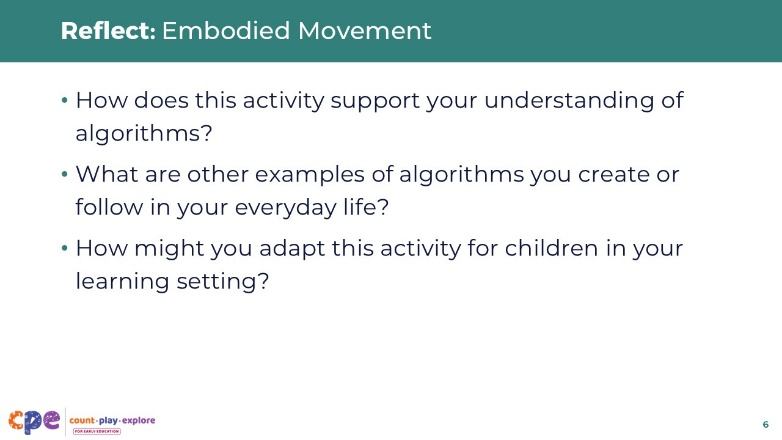 Reflect: Embodied Movement
• How does this activity support your understanding of
algorithms?
• What are other examples of algorithms you create or
follow in your everyday life?
• How might you adapt this activity for children in your
learning setting?
cpe
count·play·explore
FOR EARLY EDUCATION
6